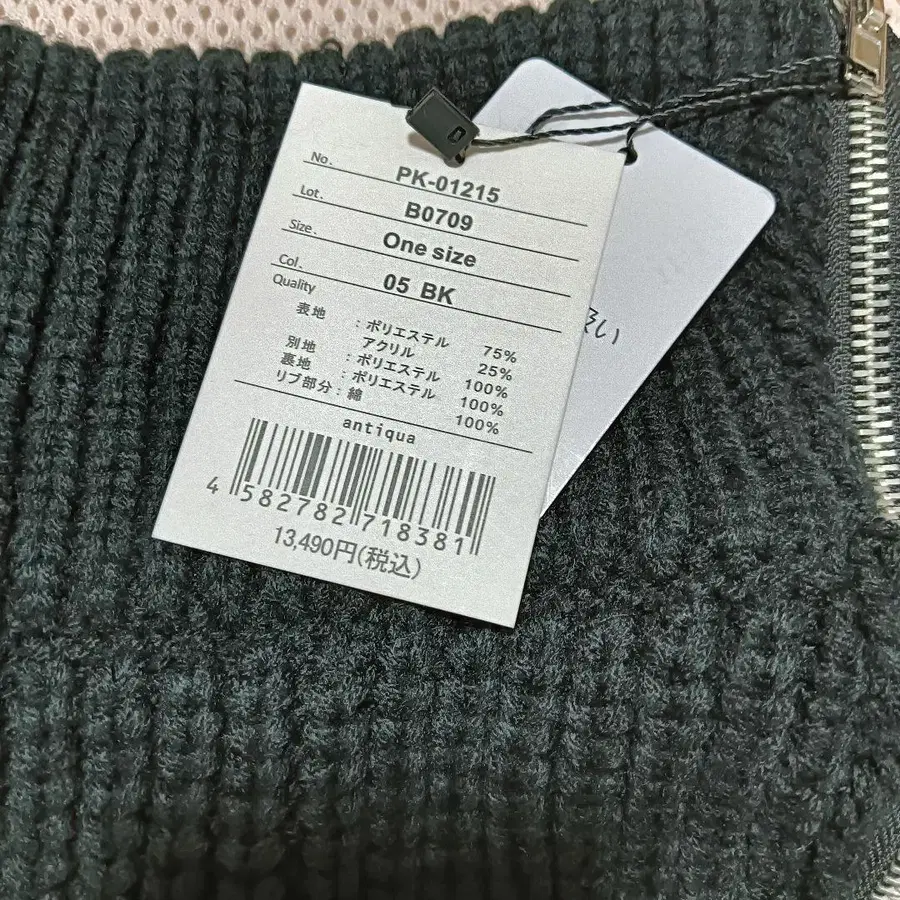 No. PK-01215
Lot. B0709
Size. One size
Col. 05 BK
Quality
表地 : ポリエステル 75%
アクリル 25%
別地 : ポリエステル 100%
裏地 : ポリエステル 100%
リブ部分 : 綿 100%
antiqua
4 582782 718381
13,490円(税込)
しい